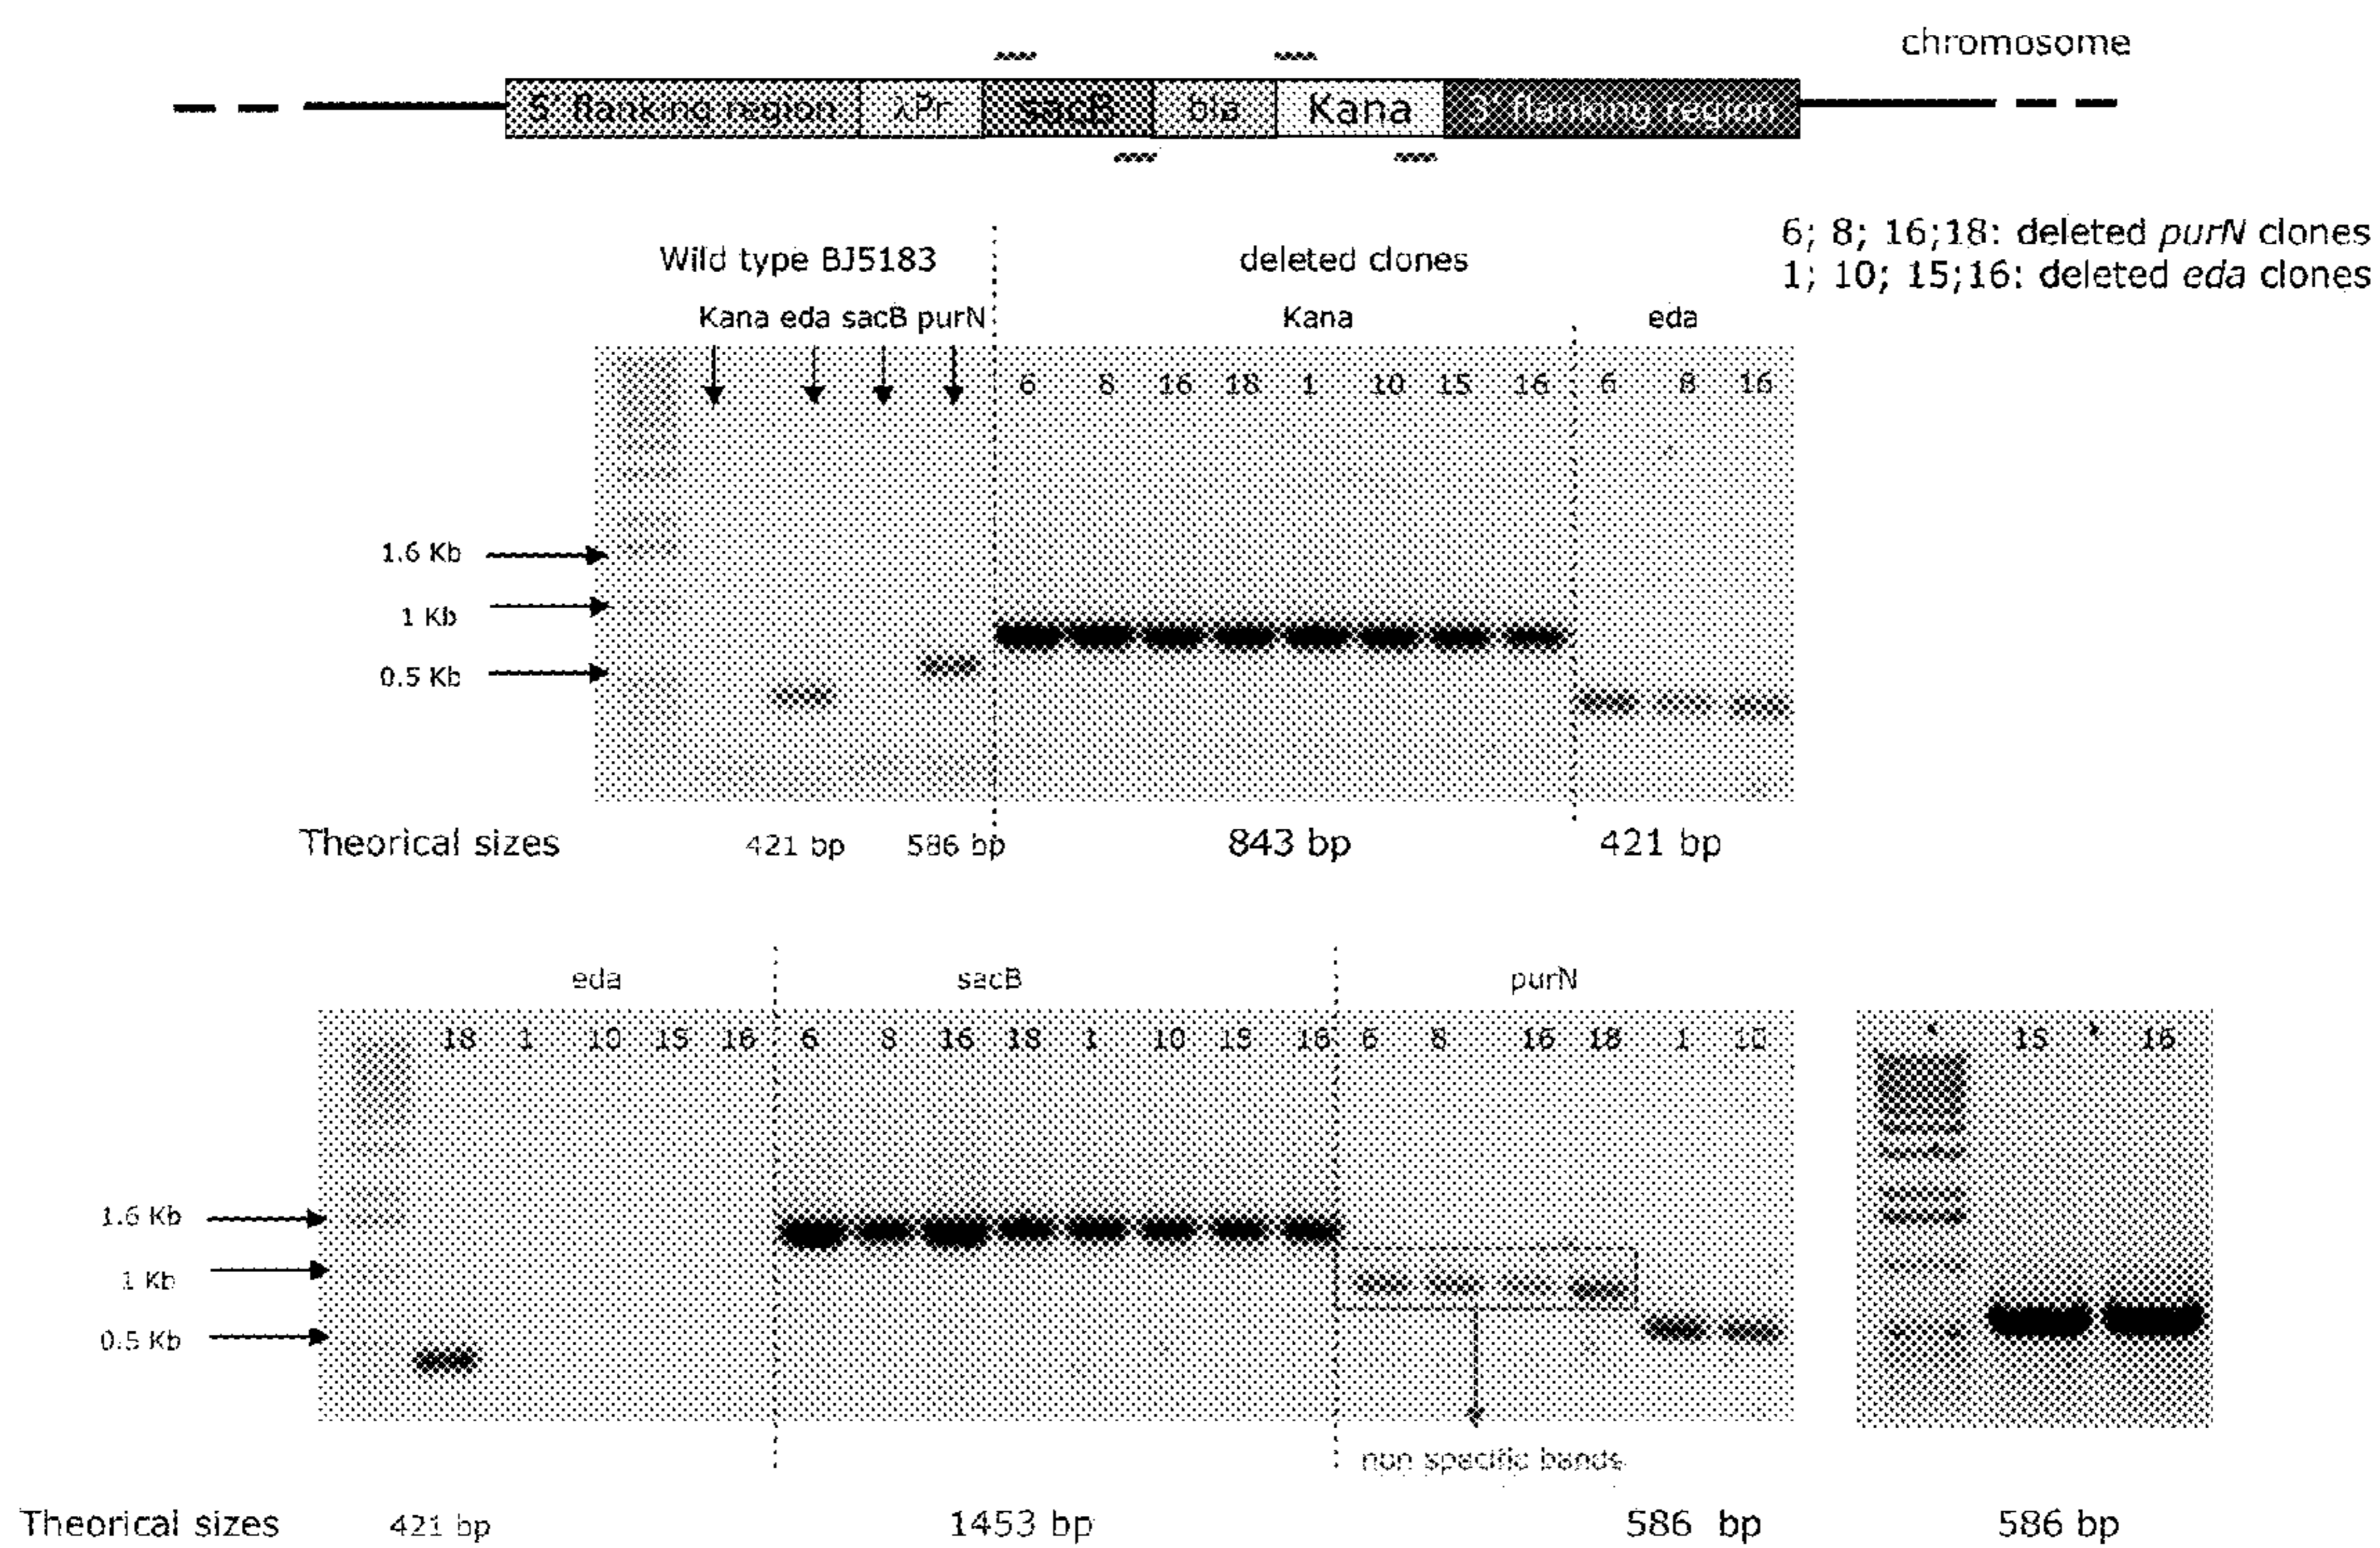 chromosome
5' flanking region λPr sacB bla Kana 3' flanking region
6; 8; 16;18: deleted purN clones
1; 10; 15;16: deleted eda clones
Wild type BJ5183 deleted clones
Kana eda sacB purN Kana eda
6 8 16 18 1 10 15 16 6 8 16
1.6 Kb
1 Kb
0.5 Kb
Theorical sizes 421 bp 586 bp 843 bp 421 bp
eda sacB purN
18 1 10 15 16 6 8 16 18 1 10 15 16 6 8 16 18 1 10 15 16
1.6 Kb
1 Kb
0.5 Kb
non specific bands
Theorical sizes 421 bp 1453 bp 586 bp 586 bp